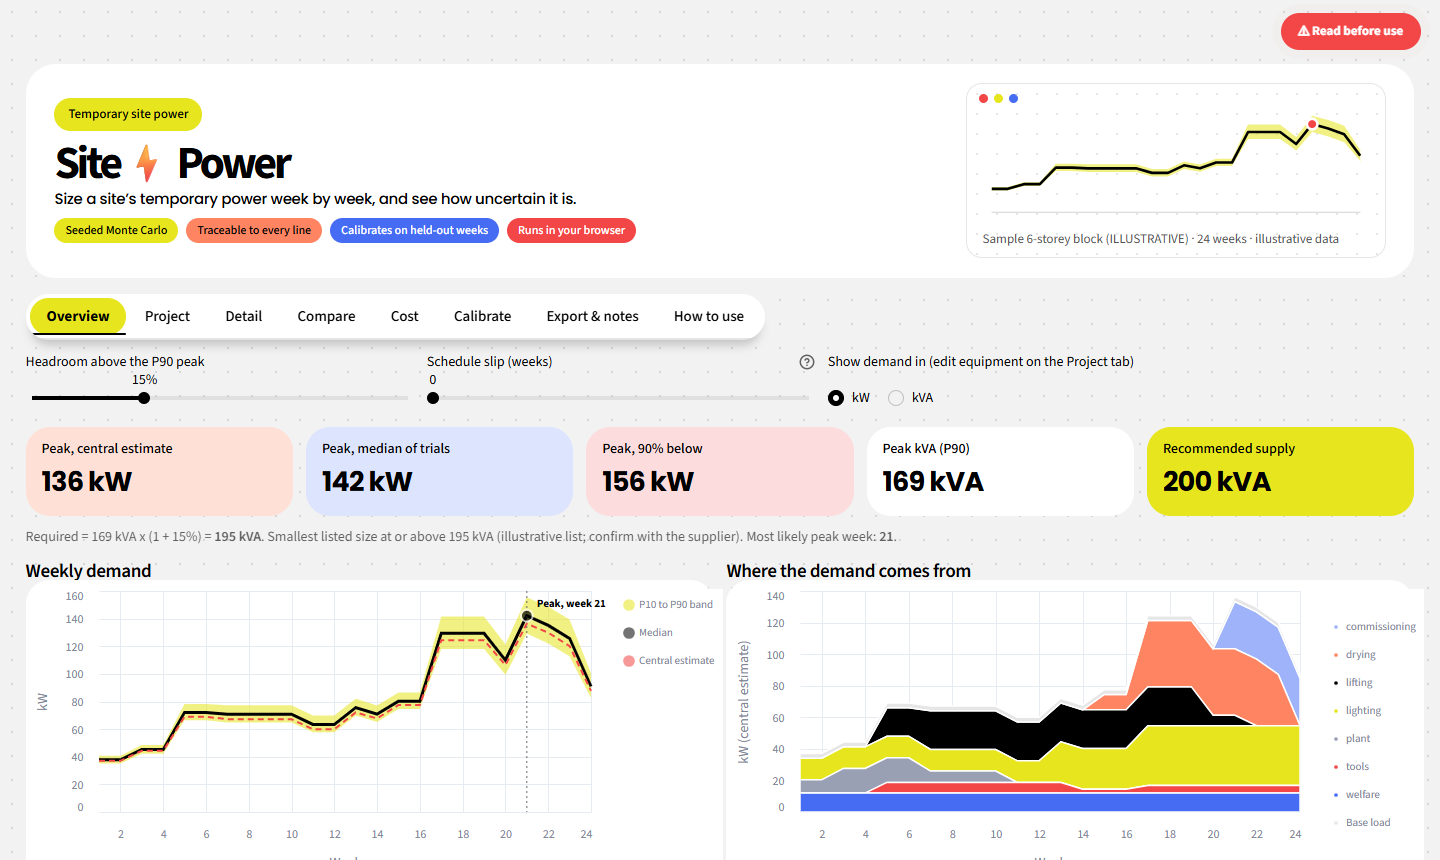 ⚠ Read before use
Temporary site power
Site ⚡ Power
Size a site's temporary power week by week, and see how uncertain it is.
Seeded Monte Carlo
Traceable to every line
Calibrates on held-out weeks
Runs in your browser
Sample 6-storey block (ILLUSTRATIVE) · 24 weeks · illustrative data
Overview
Project
Detail
Compare
Cost
Calibrate
Export & notes
How to use
Headroom above the P90 peak
15%
Schedule slip (weeks)
0
?
Show demand in (edit equipment on the Project tab)
kW
kVA
Peak, central estimate
136 kW
Peak, median of trials
142 kW
Peak, 90% below
156 kW
Peak kVA (P90)
169 kVA
Recommended supply
200 kVA
Required = 169 kVA x (1 + 15%) = 195 kVA. Smallest listed size at or above 195 kVA (illustrative list; confirm with the supplier). Most likely peak week: 21.
Weekly demand
160
140
120
100
80
60
40
20
0
kW
Peak, week 21
P10 to P90 band
Median
Central estimate
2 4 6 8 10 12 14 16 18 20 22 24
Where the demand comes from
140
120
100
80
60
40
20
0
kW (central estimate)
commissioning
drying
lifting
lighting
plant
tools
welfare
Base load
2 4 6 8 10 12 14 16 18 20 22 24